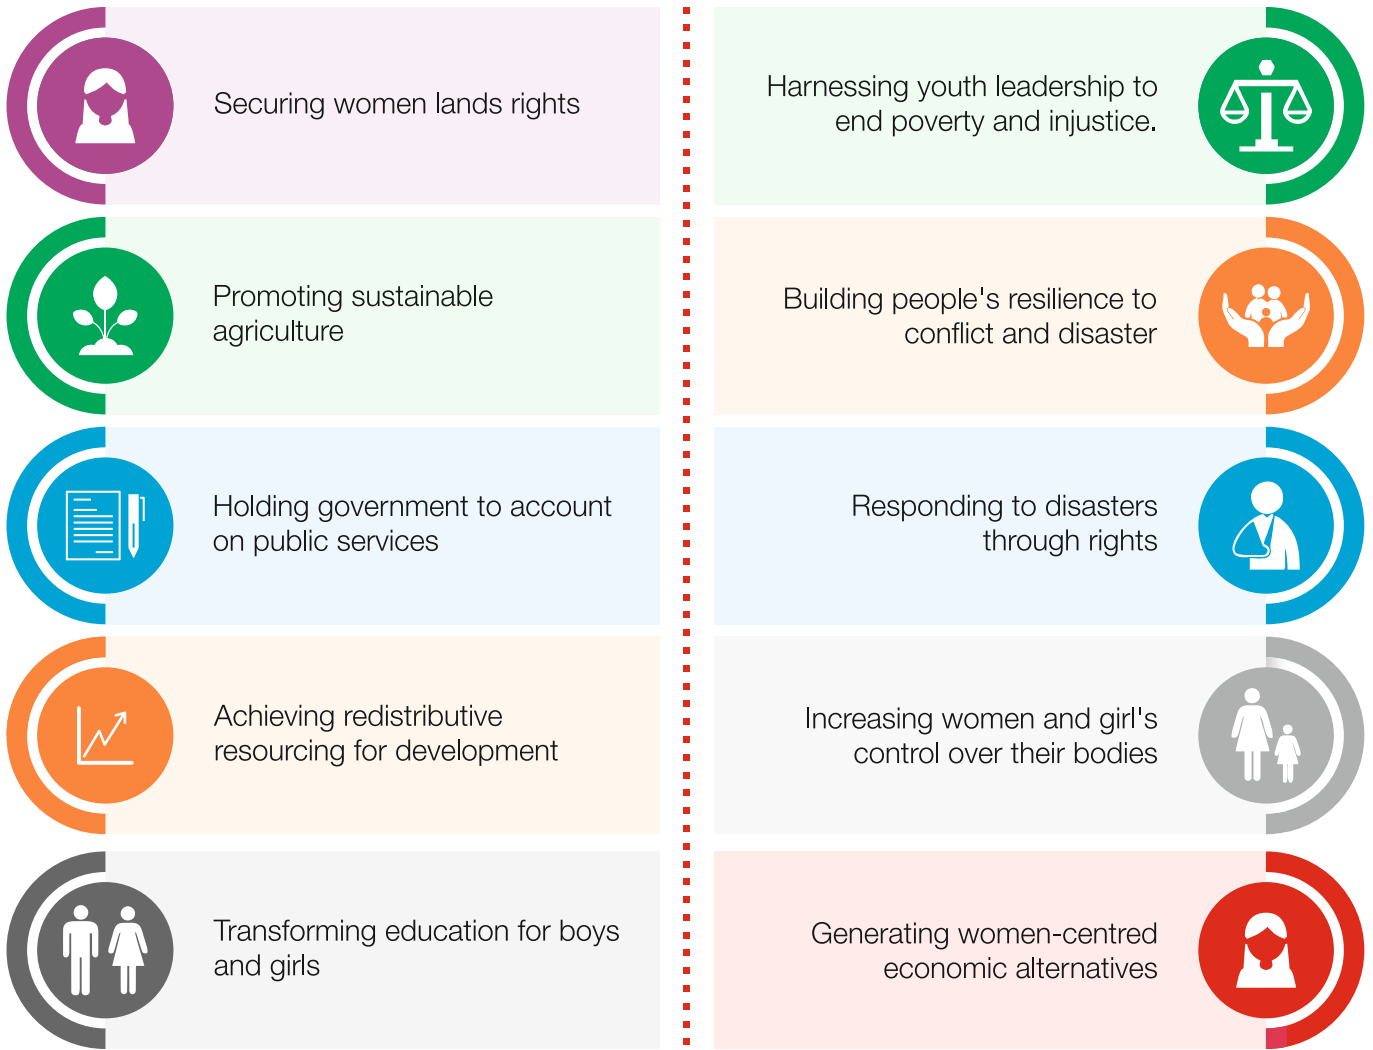 Securing women lands rights
Promoting sustainable
agriculture
Holding government to account
on public services
Achieving redistributive
resourcing for development
Transforming education for boys
and girls
Harnessing youth leadership to
end poverty and injustice.
Building people's resilience to
conflict and disaster
Responding to disasters
through rights
Increasing women and girl's
control over their bodies
Generating women-centred
economic alternatives